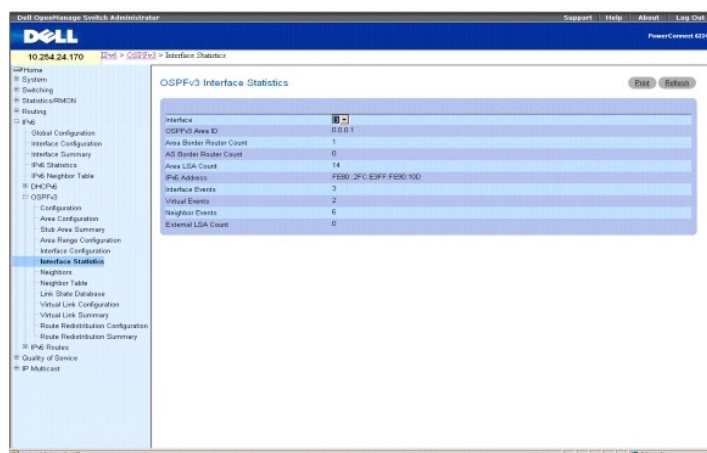 Dell OpenManage Switch Administrator Support Help About Log Out
DELL
PowerConnect 6224
10.254.24.170 IPv6 > OSPFv3 > Interface Statistics
Home
System
Switching
Statistics/RMON
Routing
IPv6
Global Configuration
Interface Configuration
Interface Summary
IPv6 Statistics
IPv6 Neighbor Table
DHCPv6
OSPFv3
Configuration
Area Configuration
Stub Area Summary
Area Range Configuration
Interface Configuration
Interface Statistics
Neighbors
Neighbor Table
Link State Database
Virtual Link Configuration
Virtual Link Summary
Route Redistribution Configuration
Route Redistribution Summary
IPv6 Routes
Quality of Service
IP Multicast
OSPFv3 Interface Statistics Print Refresh
Interface
OSPFv3 Area ID 0.0.0.1
Area Border Router Count 1
AS Border Router Count 0
Area LSA Count 14
IPv6 Address FE80::2FC:E3FF:FE90:10D
Interface Events 3
Virtual Events 2
Neighbor Events 6
External LSA Count 0